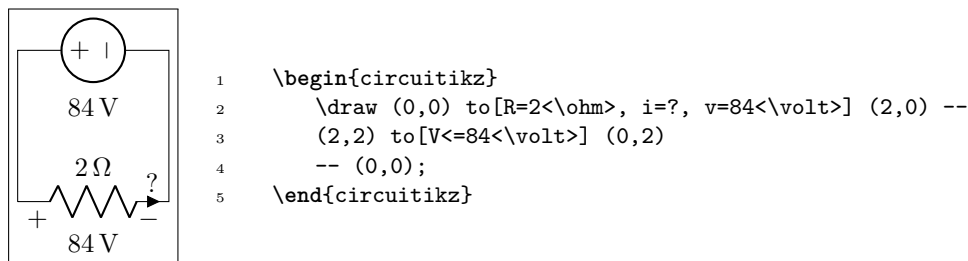 + −
84 V
2 Ω
?
+ −
84 V
1 \begin{circuitikz}
2 \draw (0,0) to[R=2<\ohm>, i=?, v=84<\volt>] (2,0) --
3 (2,2) to[V<=84<\volt>] (0,2)
4 -- (0,0);
5 \end{circuitikz}